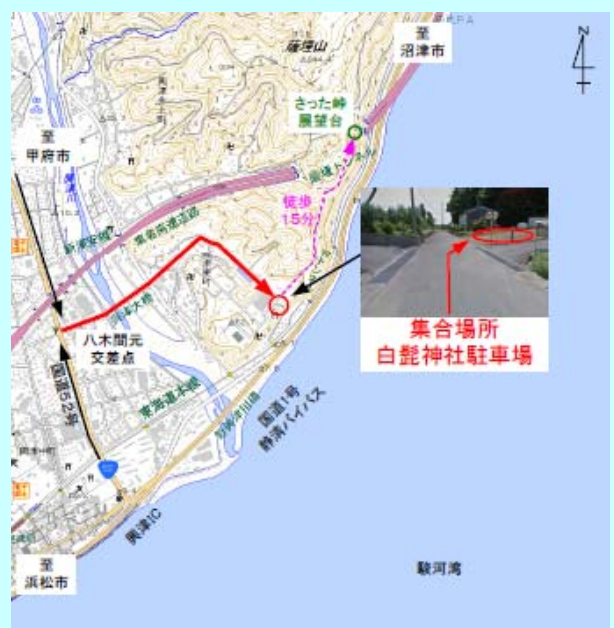 薩埵山
至
沼津市
さった峠
展望台
至
甲府市
徒歩
15分
東名高速道路
八木間元
交差点
国道52号
東海道本線
国道1号
静清バイパス
興津IC
集合場所
白髭神社駐車場
至
浜松市
駿河湾